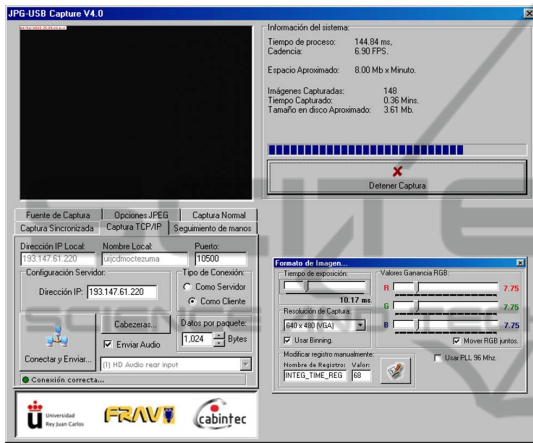 JPG-USB Capture V4.0
Información del sistema:
Tiempo de proceso: 144.84 ms,
Cadencia: 6.90 FPS.
Espacio Aproximado: 8.00 Mb x Minuto.
Imágenes Capturadas: 148
Tiempo Capturado: 0.36 Mins.
Tamaño en disco Aproximado: 3.61 Mb.
Detener Captura
Fuente de Captura Opciones JPEG Captura Normal
Captura Sincronizada Captura TCP/IP Seguimiento de manos
Dirección IP Local: Nombre Local: Puerto:
193.147.61.220 urjcdmoctezuma 10500
Configuración Servidor: Tipo de Conexión:
Dirección IP: 193.147.61.220
Como Servidor
Como Cliente
Cabezeras... Datos por paquete:
Enviar Audio 1,024 Bytes
Conectar y Enviar...
(1) HD Audio rear input
Conexión correcta...
Universidad
Rey Juan Carlos
FRAV
cabintec
Formato de Imagen...
Tiempo de exposición: Valores Ganancia RGB:
10.17 ms.
R 7.75
G 7.75
B 7.75
Resolución de Captura:
640 x 480 (VGA)
Usar Binning. Mover RGB juntos.
Modificar registro manualmente: Usar PLL 96 Mhz.
Nombre de Registro: Valor:
INTEG_TIME_REG 68
SCIENCE AND TECH